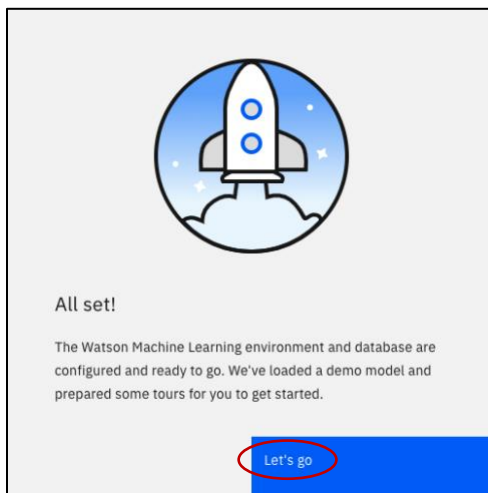 All set!
The Watson Machine Learning environment and database are
configured and ready to go. We've loaded a demo model and
prepared some tours for you to get started.
Let's go